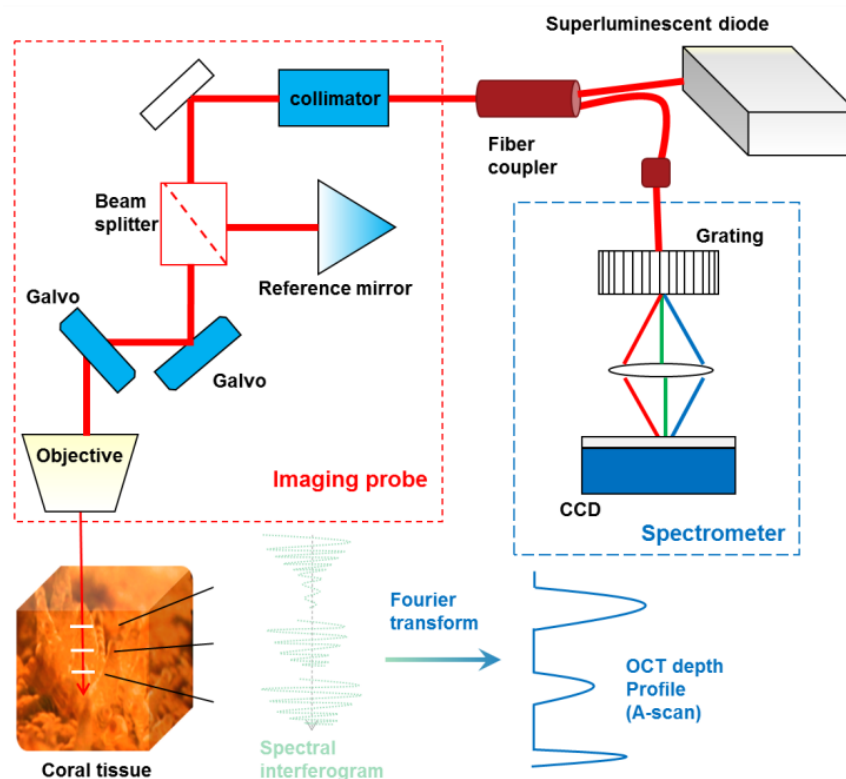 Superluminescent diode
collimator
Fiber
coupler
Beam
splitter
Grating
Reference mirror
Galvo
Galvo
Objective
Imaging probe
CCD
Spectrometer
Fourier
transform
OCT depth
Profile
(A-scan)
Spectral
interferogram
Coral tissue